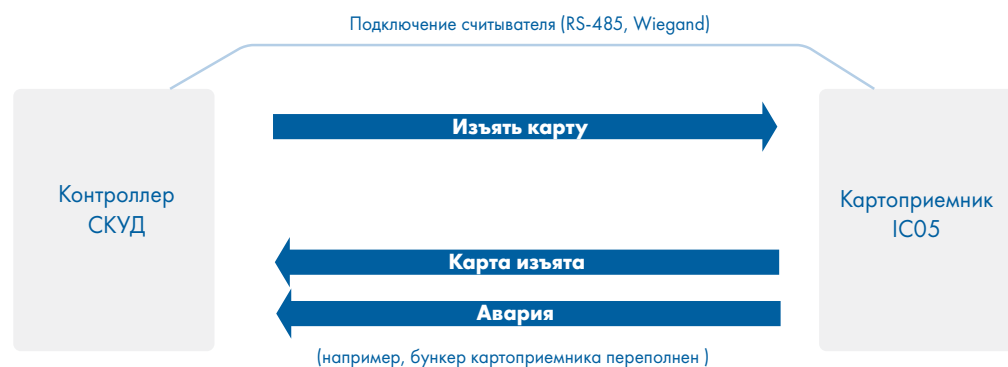 Подключение считывателя (RS-485, Wiegand)
Изъять карту
Контроллер
СКУД
Картоприемник
IC05
Карта изъята
Авария
(например, бункер картоприемника переполнен )